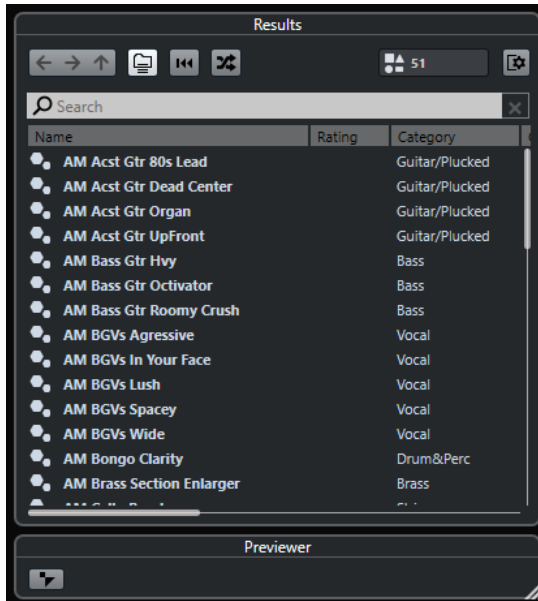 Results
51
Search
Name Rating Category
AM Acst Gtr 80s Lead Guitar/Plucked
AM Acst Gtr Dead Center Guitar/Plucked
AM Acst Gtr Organ Guitar/Plucked
AM Acst Gtr UpFront Guitar/Plucked
AM Bass Gtr Hvy Bass
AM Bass Gtr Octivator Bass
AM Bass Gtr Roomy Crush Bass
AM BGVs Agressive Vocal
AM BGVs In Your Face Vocal
AM BGVs Lush Vocal
AM BGVs Spacey Vocal
AM BGVs Wide Vocal
AM Bongo Clarity Drum&Perc
AM Brass Section Enlarger Brass
Previewer